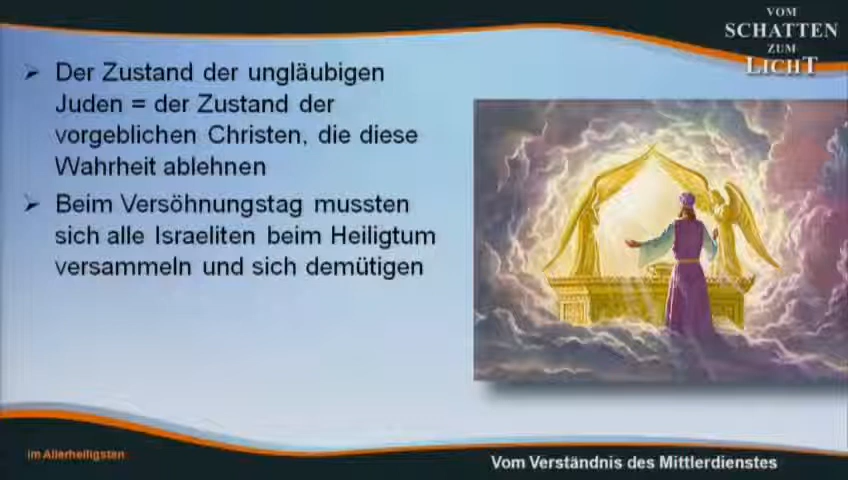 VOM
SCHATTEN
ZUM
LICHT
➢ Der Zustand der ungläubigen
Juden = der Zustand der
vorgeblichen Christen, die diese
Wahrheit ablehnen
➢ Beim Versöhnungstag mussten
sich alle Israeliten beim Heiligtum
versammeln und sich demütigen
im Allerheiligsten
Vom Verständnis des Mittlerdienstes